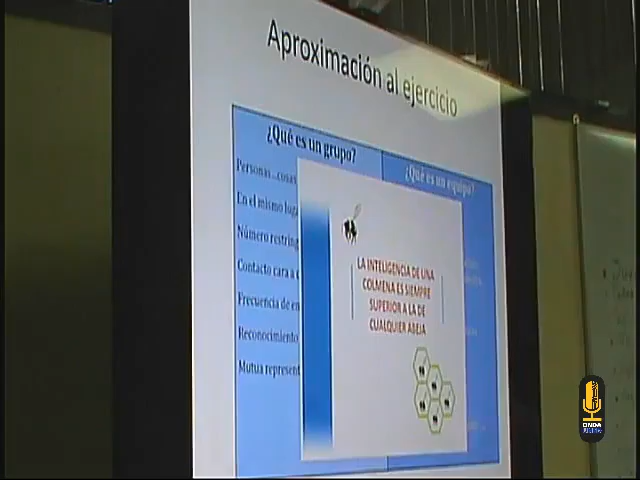 Aproximación al ejercicio
¿Qué es un grupo?
¿Qué es un equipo?
Personas...cosas
En el mismo luga
Número restring
Contacto cara a c
Frecuencia de en
Reconocimiento
Mutua represent
LA INTELIGENCIA DE UNA
COLMENA ES SIEMPRE
SUPERIOR A LA DE
CUALQUIER ABEJA
ONDA